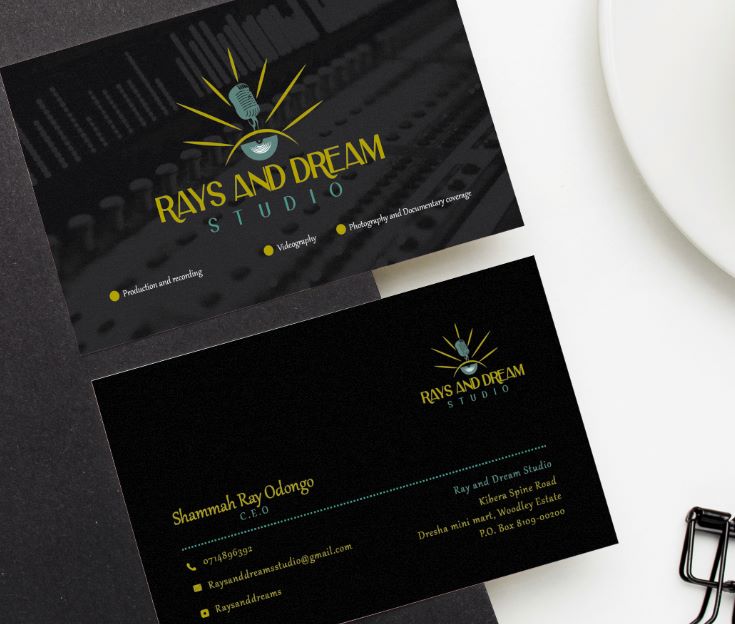 RAYS AND DREAM
STUDIO
Production and recording
Videography
Photography and Documentary coverage
RAYS AND DREAM
STUDIO
Shammah Ray Odongo
C.E.O
0714896392
Raysanddreamsstudio@gmail.com
Raysanddreams
Ray and Dream Studio
Kibera Spine Road
Dresha mini mart, Woodley Estate
P.O. Box 8109-00200